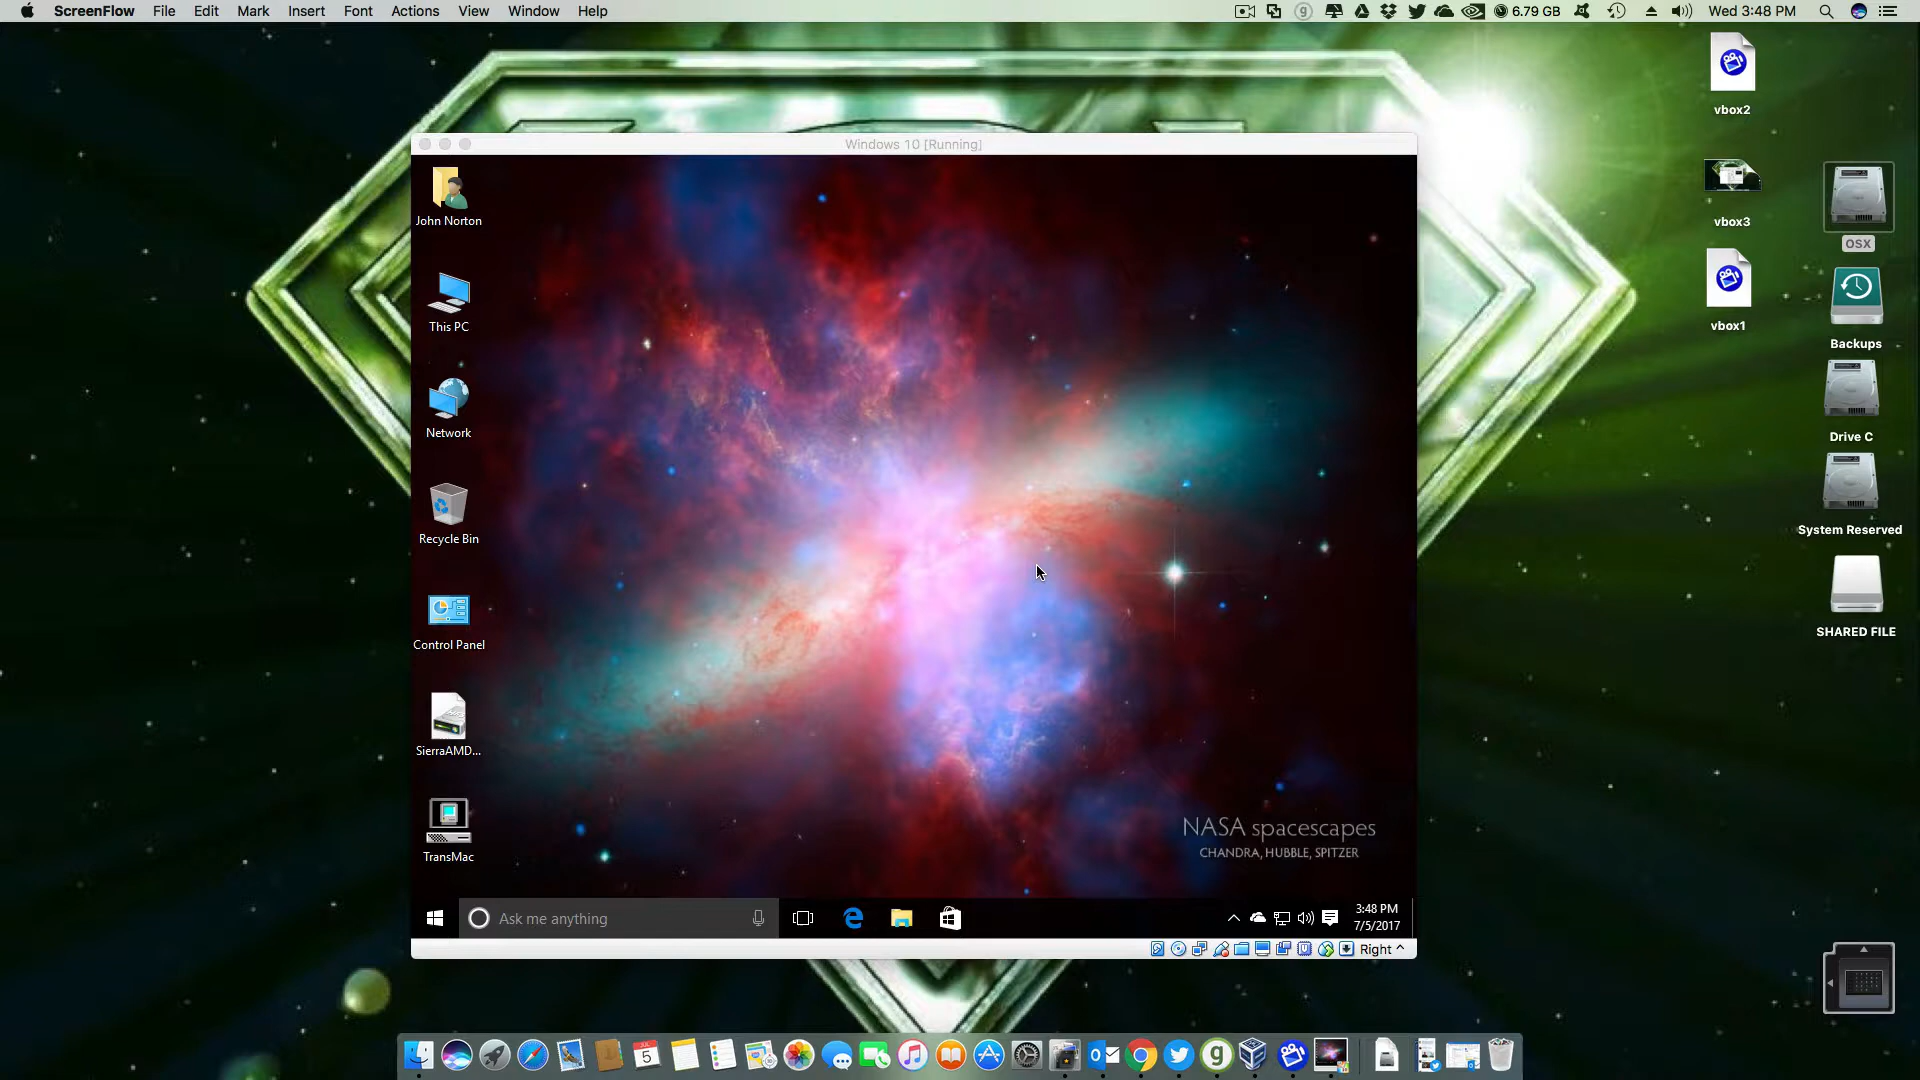 ScreenFlow File Edit Mark Insert Font Actions View Window Help
6.79 GB Wed 3:48 PM
vbox2
vbox3
OSX
vbox1
Backups
Drive C
System Reserved
SHARED FILE
Windows 10 [Running]
John Norton
This PC
Network
Recycle Bin
Control Panel
SierraAMD...
TransMac
NASA spacescapes
CHANDRA, HUBBLE, SPITZER
Ask me anything
3:48 PM
7/5/2017
Right ^
JUL
5